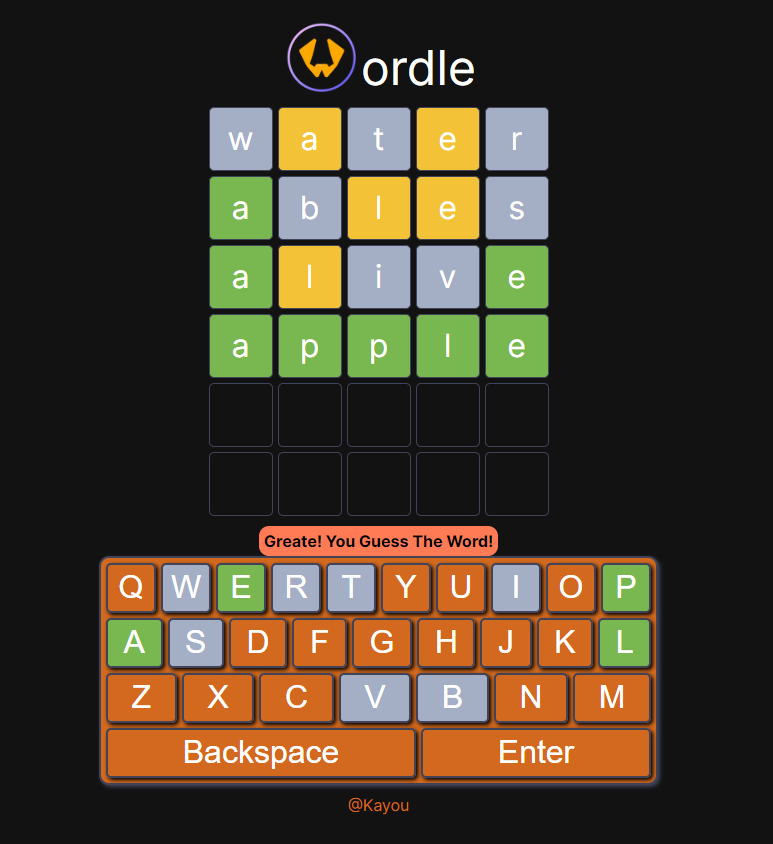 ordle
w a t e r
a b l e s
a l i v e
a p p l e
Greate! You Guess The Word!
Q W E R T Y U I O P
A S D F G H J K L
Z X C V B N M
Backspace Enter
@Kayou